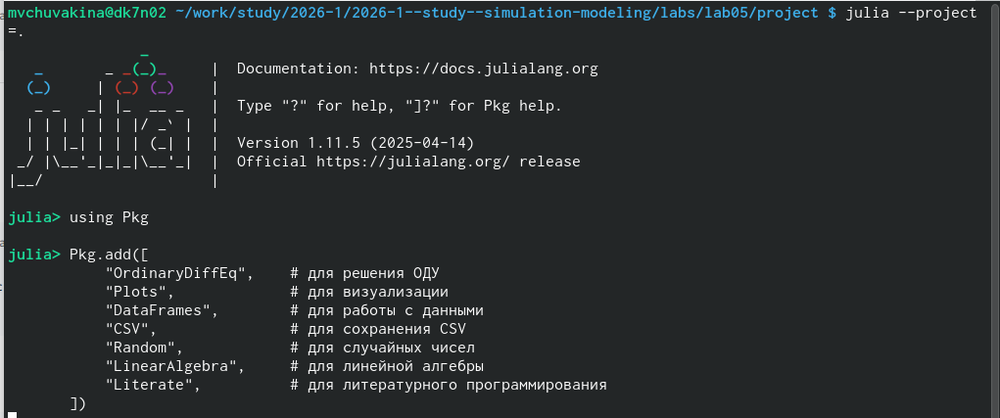 mvchuvakina@dk7n02 ~/work/study/2026-1/2026-1--study--simulation-modeling/labs/lab05/project $ julia --project
=.
               _
   _       _ _(_)_     |  Documentation: https://docs.julialang.org
  (_)     | (_) (_)    |
   _ _   _| |_  __ _   |  Type "?" for help, "]?" for Pkg help.
  | | | | | | |/ _` |  |
  | | |_| | | | (_| |  |  Version 1.11.5 (2025-04-14)
 _/ |\__'_|_|_|\__'_|  |  Official https://julialang.org/ release
|__/                   |
julia> using Pkg
julia> Pkg.add([
           "OrdinaryDiffEq",    # для решения ОДУ
           "Plots",             # для визуализации
           "DataFrames",        # для работы с данными
           "CSV",               # для сохранения CSV
           "Random",            # для случайных чисел
           "LinearAlgebra",     # для линейной алгебры
           "Literate",          # для литературного программирования
       ])